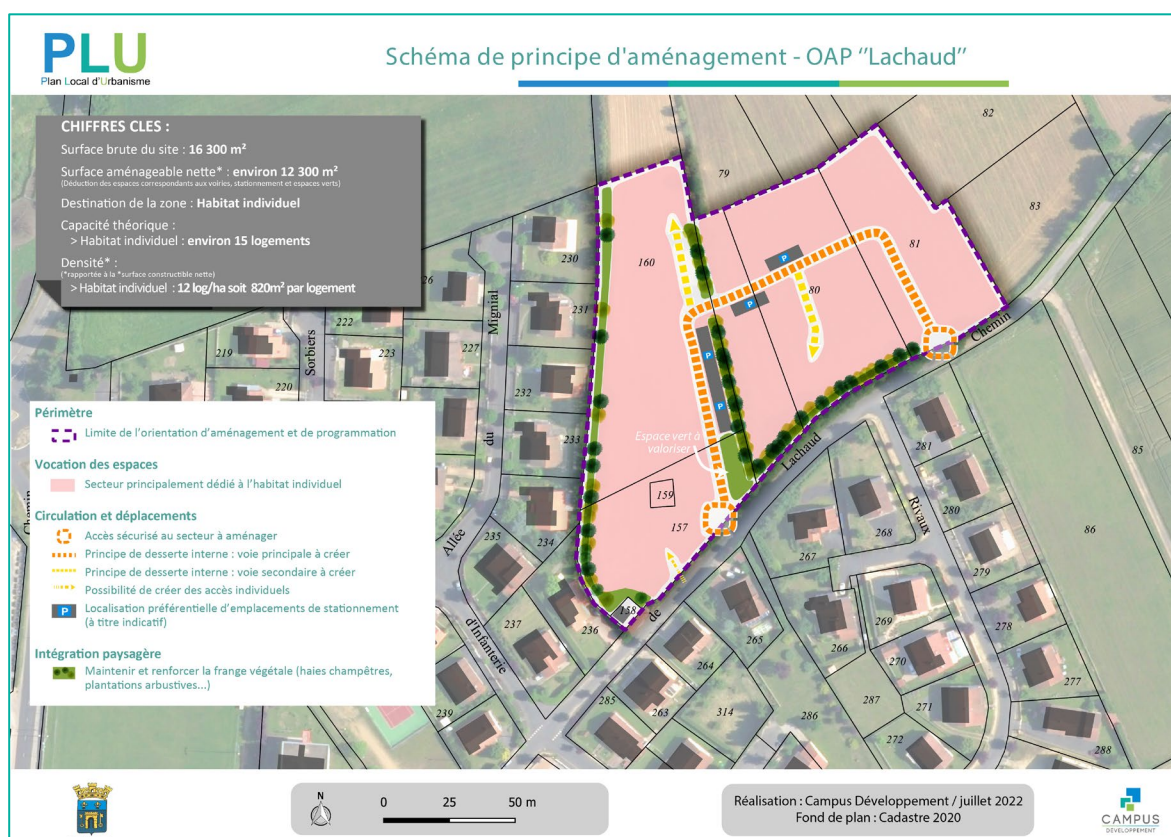 PLU
Plan Local d'Urbanisme
Schéma de principe d'aménagement - OAP ‘’Lachaud’’
CHIFFRES CLES :
Surface brute du site : 16 300 m²
Surface aménageable nette* : environ 12 300 m²
(Déduction des espaces correspondants aux voiries, stationnement et espaces verts)
Destination de la zone : Habitat individuel
Capacité théorique :
> Habitat individuel : environ 15 logements
Densité* :
(*rapportée à la *surface constructible nette)
> Habitat individuel : 12 log/ha soit 820m² par logement
82
79
83
81
80
160
230
231
26
222
223
227
219
220
232
233
Sorbiers
Mignial
du
Allée
Chemin
Chemin
Lachaud
de
Rivaux
d'Infanterie
P
P
P
P
Espace vert à
valoriser
159
157
158
281
280
279
278
277
85
86
268
267
269
266
265
270
271
287
272
288
286
314
264
263
285
234
235
236
237
239
Périmètre
Limite de l'orientation d'aménagement et de programmation
Vocation des espaces
Secteur principalement dédié à l'habitat individuel
Circulation et déplacements
Accès sécurisé au secteur à aménager
Principe de desserte interne : voie principale à créer
Principe de desserte interne : voie secondaire à créer
Possibilité de créer des accès individuels
P
Localisation préférentielle d'emplacements de stationnement
(à titre indicatif)
Intégration paysagère
Maintenir et renforcer la frange végétale (haies champêtres,
plantations arbustives...)
N
0 25 50 m
Réalisation : Campus Développement / juillet 2022
Fond de plan : Cadastre 2020
CAMPUS
DÉVELOPPEMENT